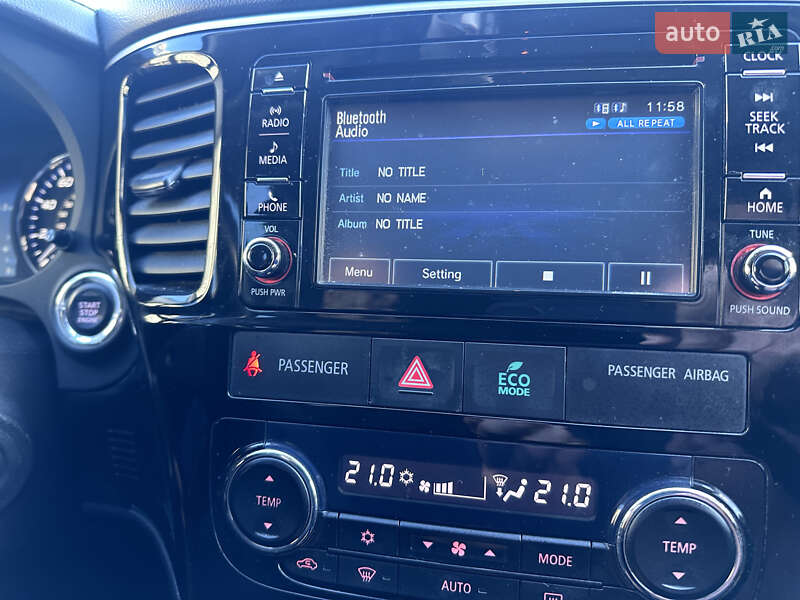 auto RIA
.com
CLOCK
RADIO
MEDIA
PHONE
VOL
PUSH PWR
Bluetooth
Audio
11:58
ALL REPEAT
Title NO TITLE
Artist NO NAME
Album NO TITLE
Menu Setting
SEEK
TRACK
HOME
TUNE
PUSH SOUND
START
STOP
ENGINE
PASSENGER
ECO
MODE
PASSENGER AIRBAG
21.0 21.0
TEMP
MODE
AUTO
TEMP